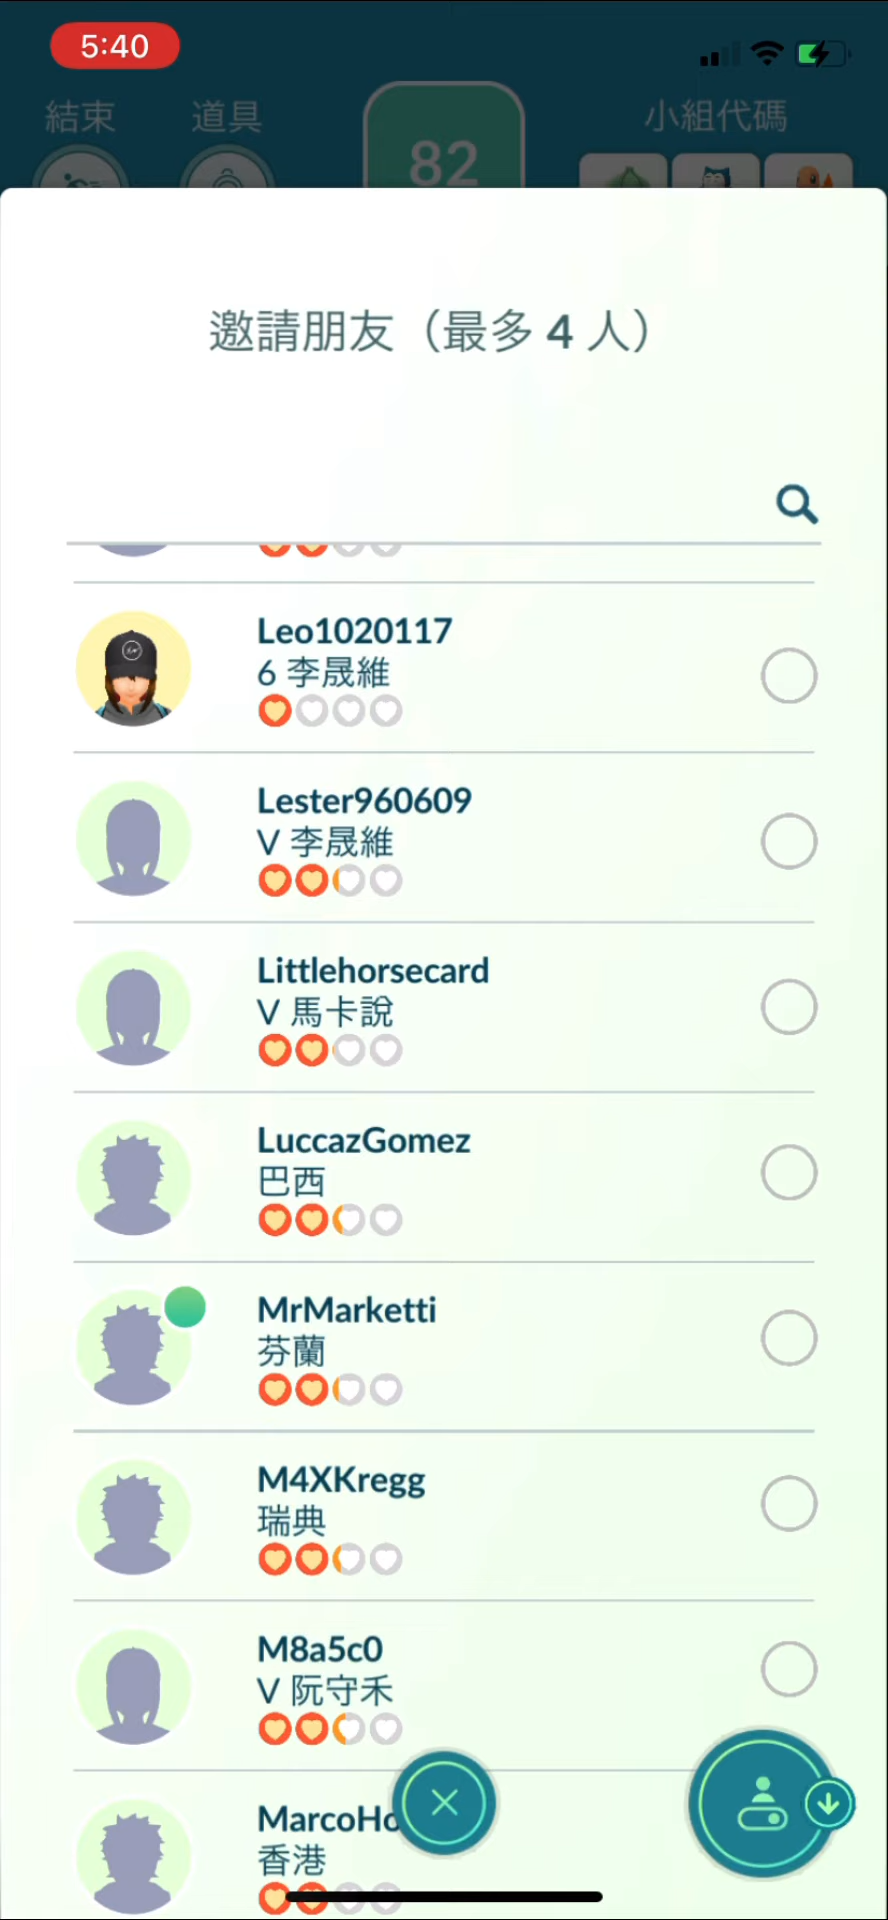 5:40
結束
道具
82
小組代碼
邀請朋友（最多 4 人）
Leo1020117
6 李晟維
Lester960609
V 李晟維
Littlehorsecard
V 馬卡說
LuccazGomez
巴西
MrMarketti
芬蘭
M4XKregg
瑞典
M8a5c0
V 阮守禾
MarcoHo
香港